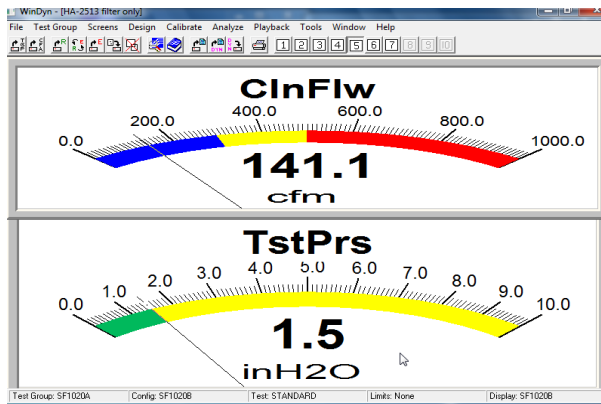 WinDyn - [HA-2513 filter only]
File Test Group Screens Design Calibrate Analyze Playback Tools Window Help
1 2 3 4 5 6 7 8 9 10
ClnFlw
0.0 200.0 400.0 600.0 800.0 1000.0
141.1
cfm
TstPrs
0.0 1.0 2.0 3.0 4.0 5.0 6.0 7.0 8.0 9.0 10.0
1.5
inH2O
Test Group: SF1020A Config: SF1020B Test: STANDARD Limits: None Display: SF1020B